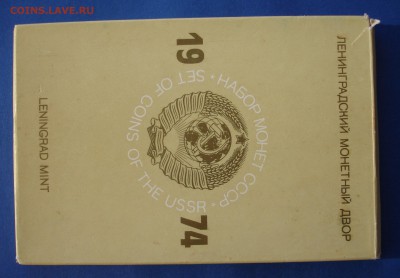 COINS.LAVE.RU
ЛЕНИНГРАДСКИЙ МОНЕТНЫЙ ДВОР
19 74
НАБОР МОНЕТ СССР ·
SET OF COINS OF THE USSR ·
LENINGRAD MINT